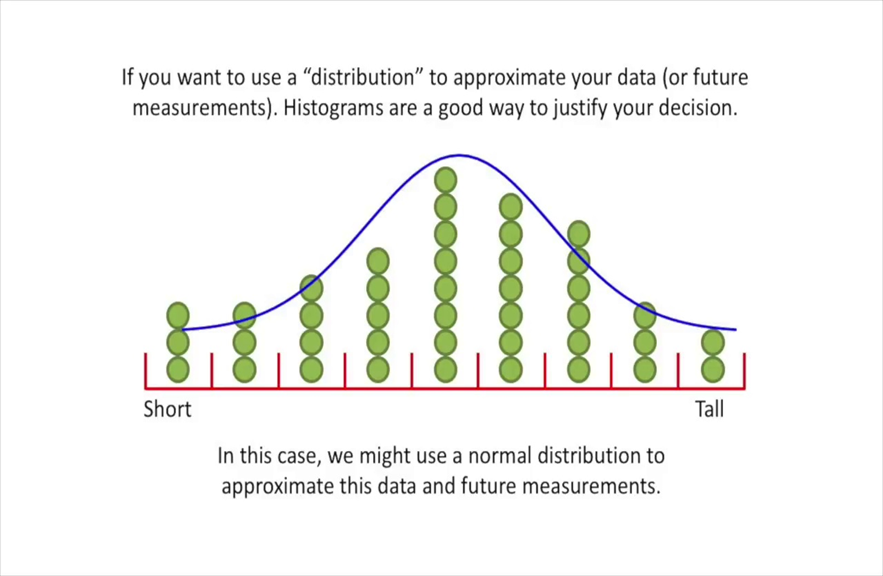 If you want to use a “distribution” to approximate your data (or future
measurements). Histograms are a good way to justify your decision.
Short
Tall
In this case, we might use a normal distribution to
approximate this data and future measurements.